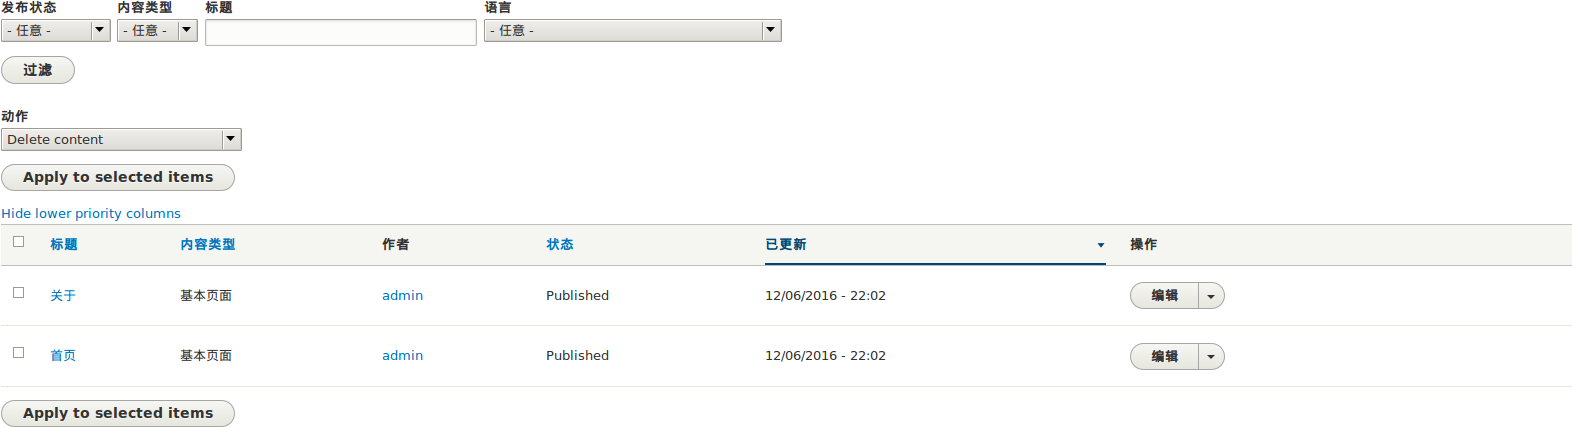 发布状态 内容类型 标题 语言
- 任意 - - 任意 - - 任意 -
过滤
动作
Delete content
Apply to selected items
Hide lower priority columns
标题 内容类型 作者 状态 已更新 操作
关于 基本页面 admin Published 12/06/2016 - 22:02 编辑
首页 基本页面 admin Published 12/06/2016 - 22:02 编辑
Apply to selected items